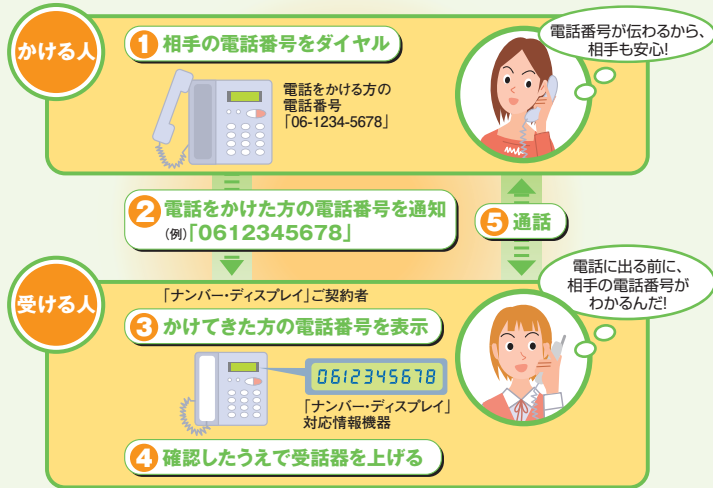 かける人
1 相手の電話番号をダイヤル
電話をかける方の
電話番号
「06-1234-5678」
電話番号が伝わるから、
相手も安心!
2 電話をかけた方の電話番号を通知
(例)「0612345678」
5 通話
受ける人
「ナンバー・ディスプレイ」ご契約者
3 かけてきた方の電話番号を表示
0612345678
「ナンバー・ディスプレイ」
対応情報機器
電話に出る前に、
相手の電話番号が
わかるんだ!
4 確認したうえで受話器を上げる